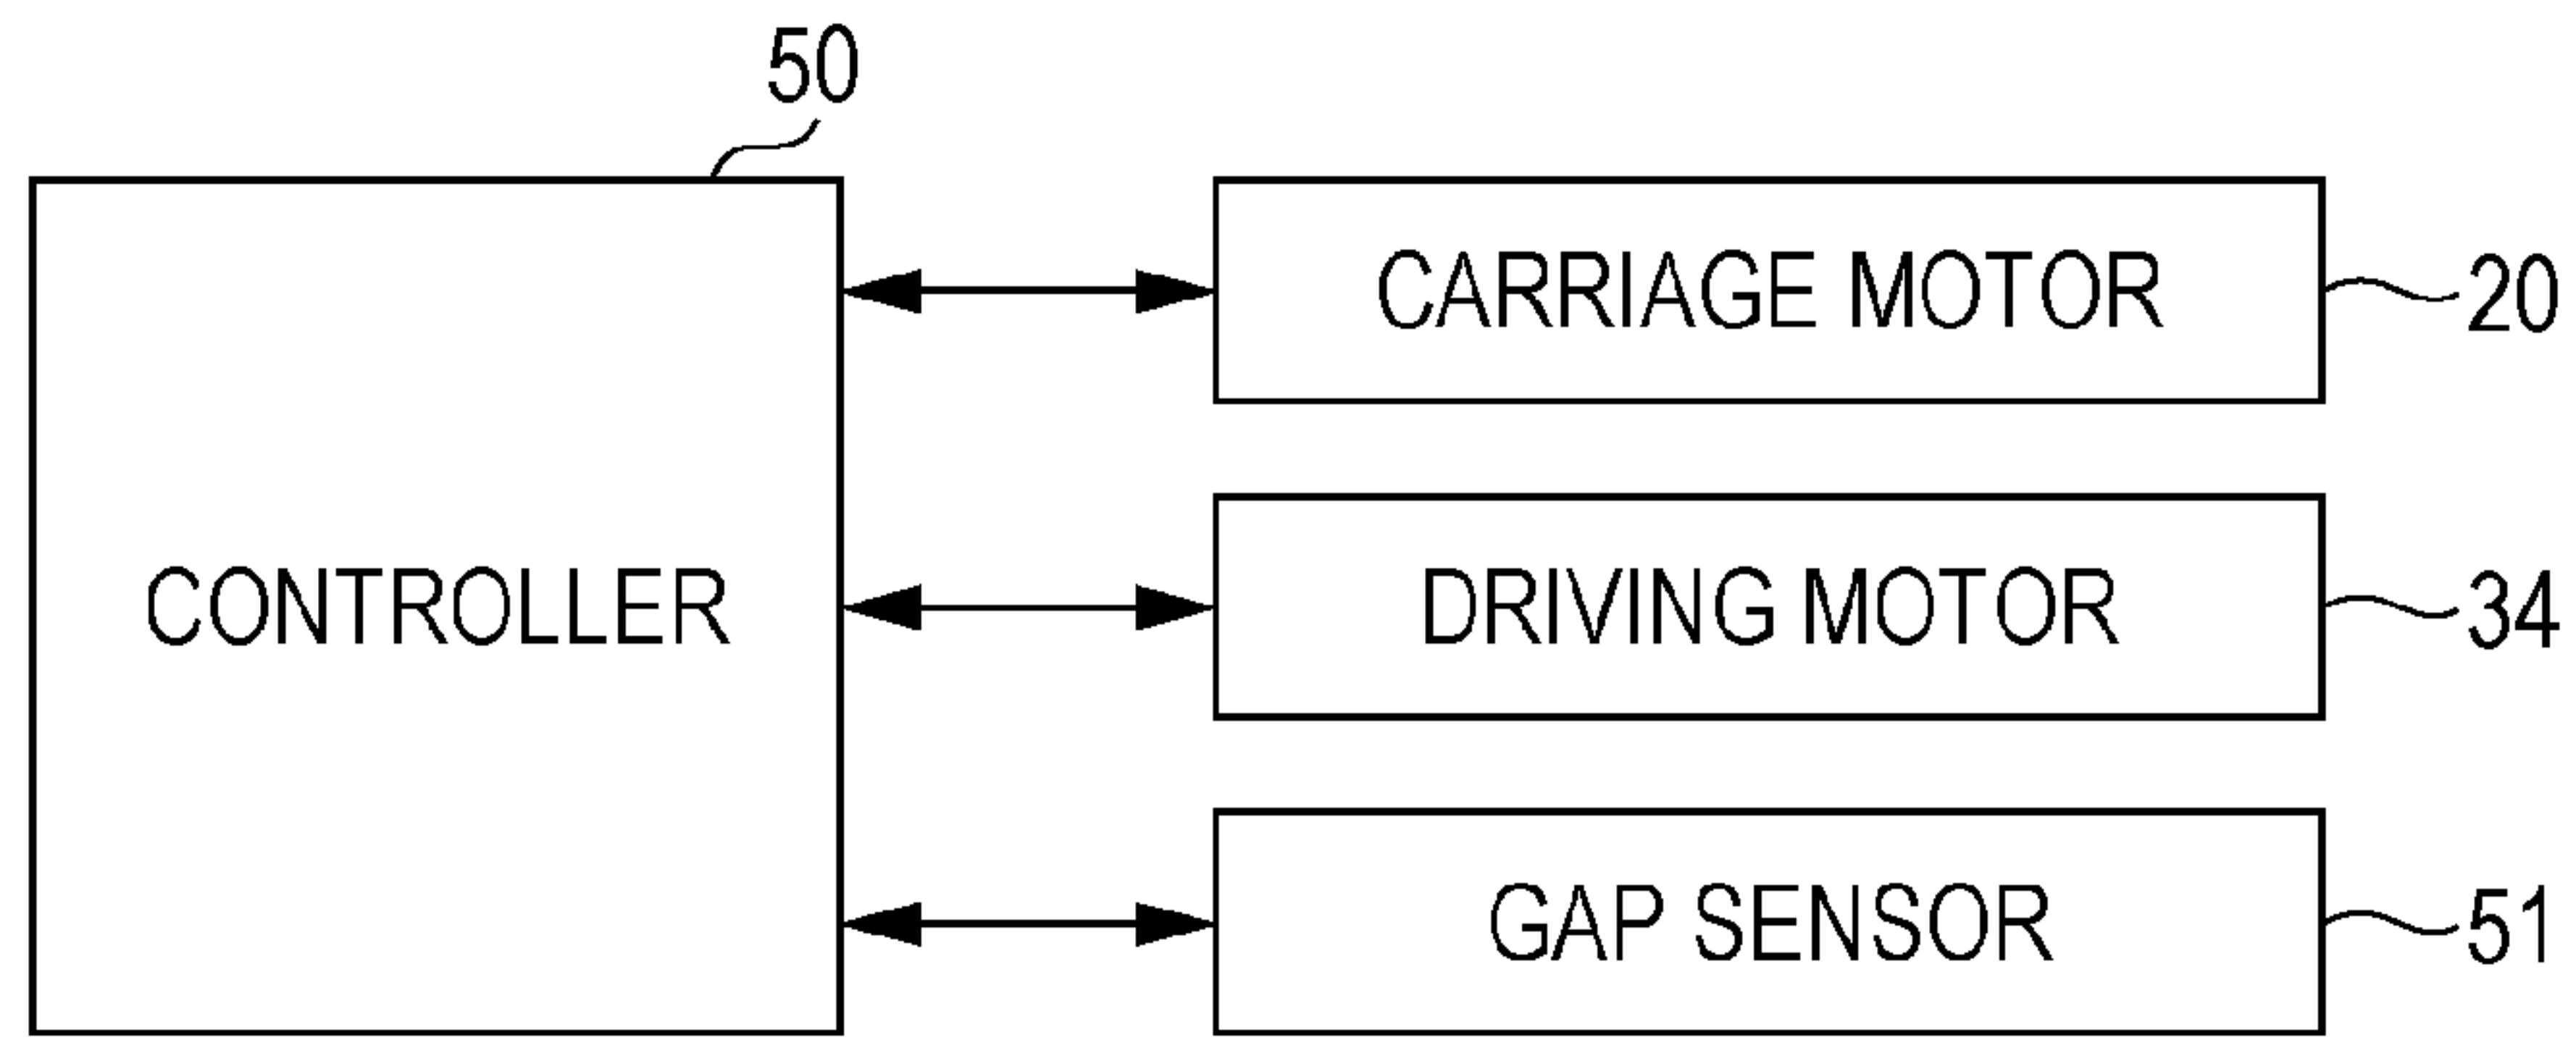 50
CARRIAGE MOTOR
20
CONTROLLER
DRIVING MOTOR
34
GAP SENSOR
51